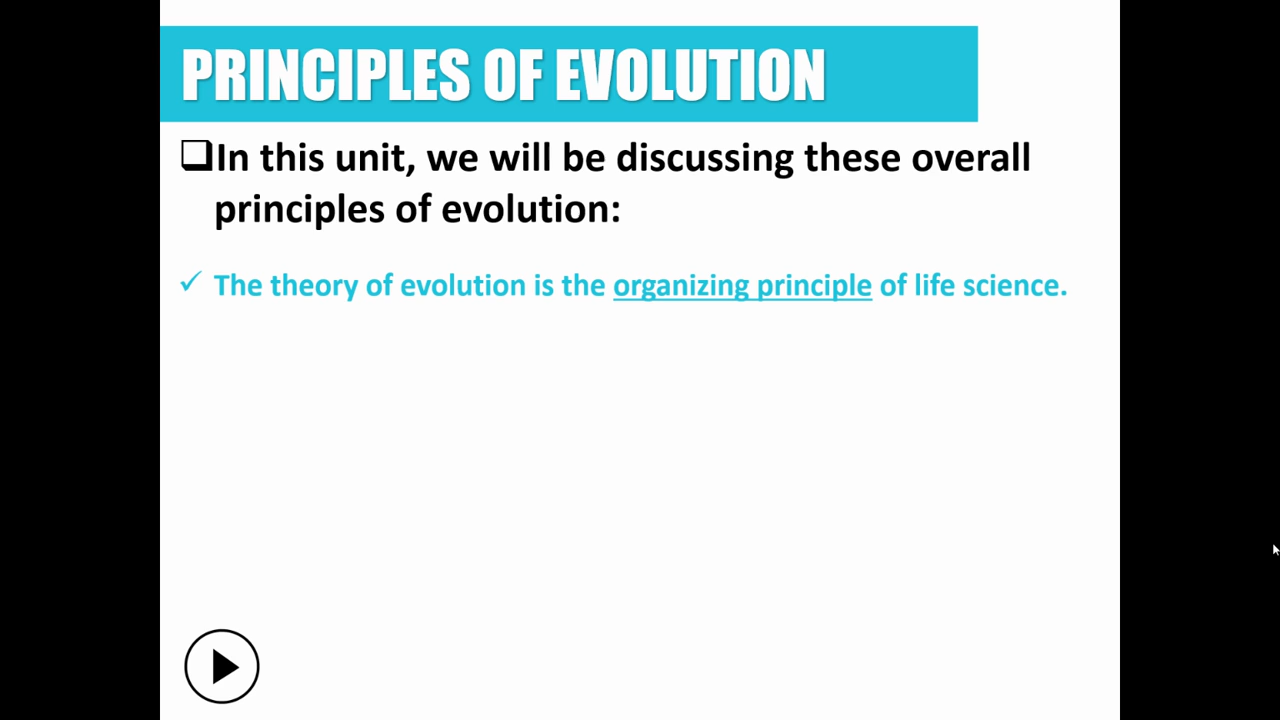 PRINCIPLES OF EVOLUTION
❑In this unit, we will be discussing these overall
principles of evolution:
✓ The theory of evolution is the organizing principle of life science.